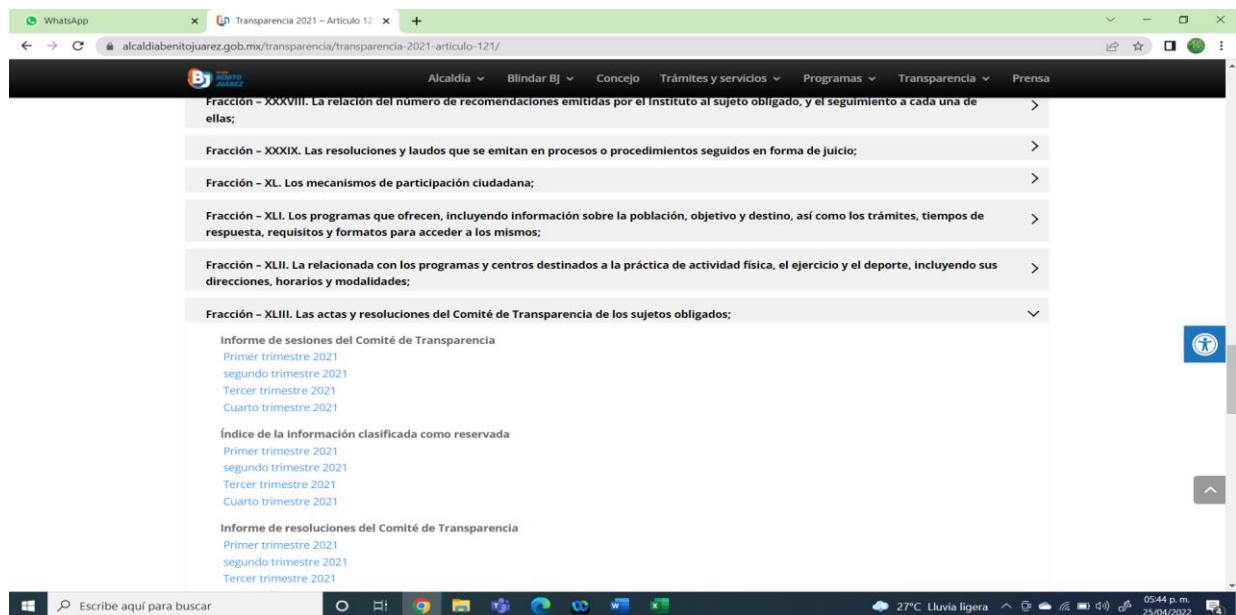 WhatsApp
Transparencia 2021 – Artículo 12
alcaldiabenitojuarez.gob.mx/transparencia/transparencia-2021-articulo-121/
BJ BENITO JUÁREZ
Alcaldía Blindar BJ Concejo Trámites y servicios Programas Transparencia Prensa
Fracción – XXXVIII. La relación del número de recomendaciones emitidas por el Instituto al sujeto obligado, y el seguimiento a cada una de
ellas;
Fracción – XXXIX. Las resoluciones y laudos que se emitan en procesos o procedimientos seguidos en forma de juicio;
Fracción – XL. Los mecanismos de participación ciudadana;
Fracción – XLI. Los programas que ofrecen, incluyendo información sobre la población, objetivo y destino, así como los trámites, tiempos de
respuesta, requisitos y formatos para acceder a los mismos;
Fracción – XLII. La relacionada con los programas y centros destinados a la práctica de actividad física, el ejercicio y el deporte, incluyendo sus
direcciones, horarios y modalidades;
Fracción – XLIII. Las actas y resoluciones del Comité de Transparencia de los sujetos obligados;
Informe de sesiones del Comité de Transparencia
Primer trimestre 2021
segundo trimestre 2021
Tercer trimestre 2021
Cuarto trimestre 2021
Índice de la información clasificada como reservada
Primer trimestre 2021
segundo trimestre 2021
Tercer trimestre 2021
Cuarto trimestre 2021
Informe de resoluciones del Comité de Transparencia
Primer trimestre 2021
segundo trimestre 2021
Tercer trimestre 2021
Escribe aquí para buscar
27°C Lluvia ligera
05:44 p. m.
25/04/2022
4